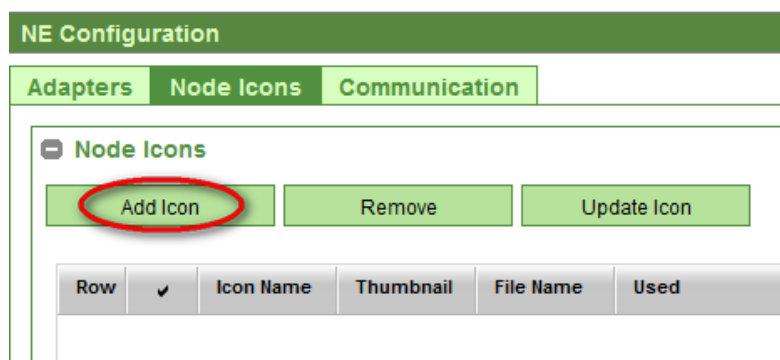 NE Configuration
Adapters Node Icons Communication
Node Icons
Add Icon Remove Update Icon
Row Icon Name Thumbnail File Name Used